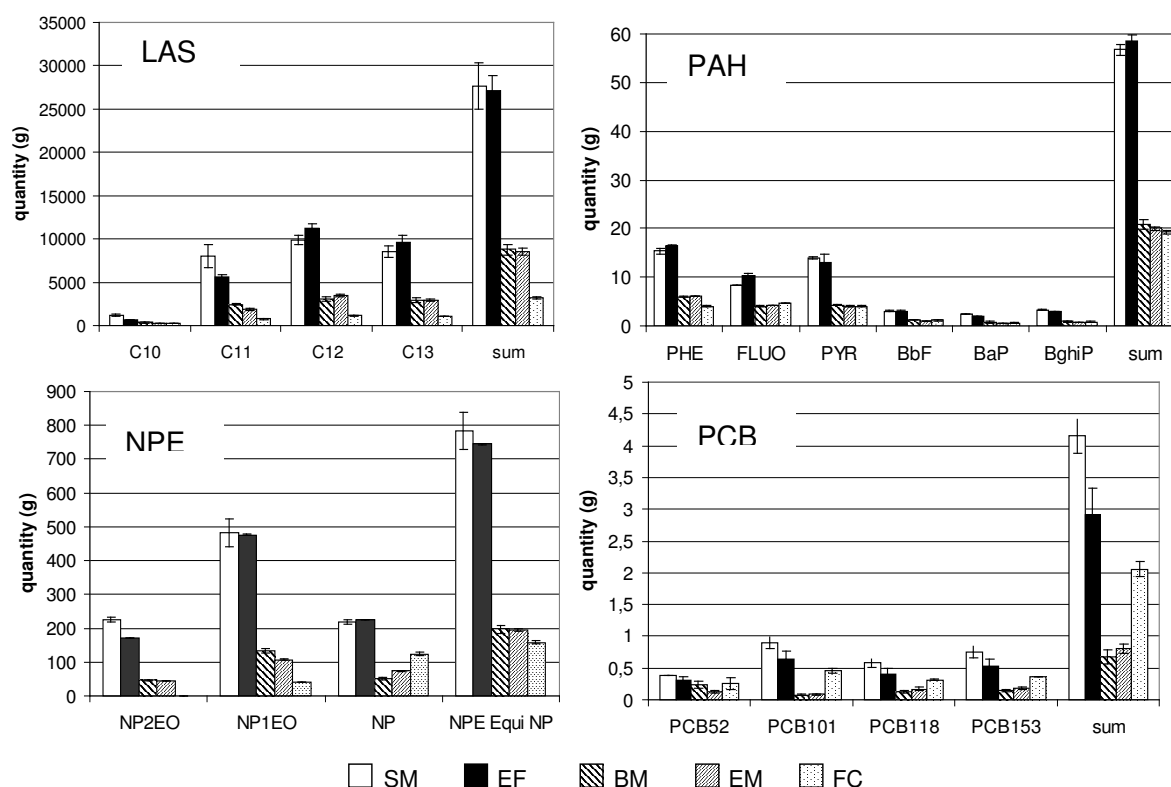 LAS
quantity (g)
35000
30000
25000
20000
15000
10000
5000
0
C10 C11 C12 C13 sum
PAH
quantity (g)
60
50
40
30
20
10
0
PHE FLUO PYR BbF BaP BghiP sum
NPE
quantity (g)
900
800
700
600
500
400
300
200
100
0
NP2EO NP1EO NP NPE Equi NP
PCB
quantity (g)
5
4,5
4
3,5
3
2,5
2
1,5
1
0,5
0
PCB52 PCB101 PCB118 PCB153 sum
SM EF BM EM FC